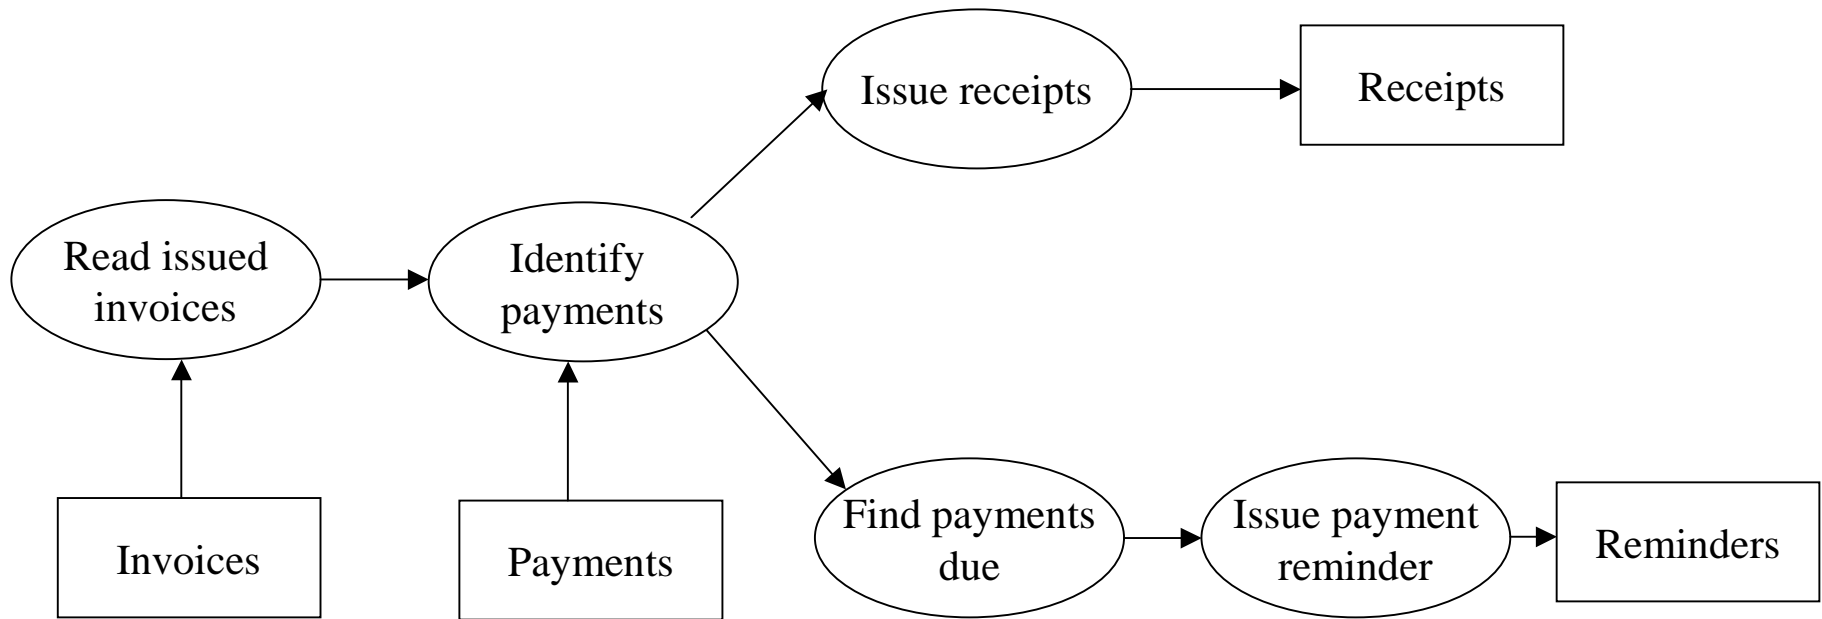 Issue receipts
Receipts
Read issued
invoices
Identify
payments
Invoices
Payments
Find payments
due
Issue payment
reminder
Reminders